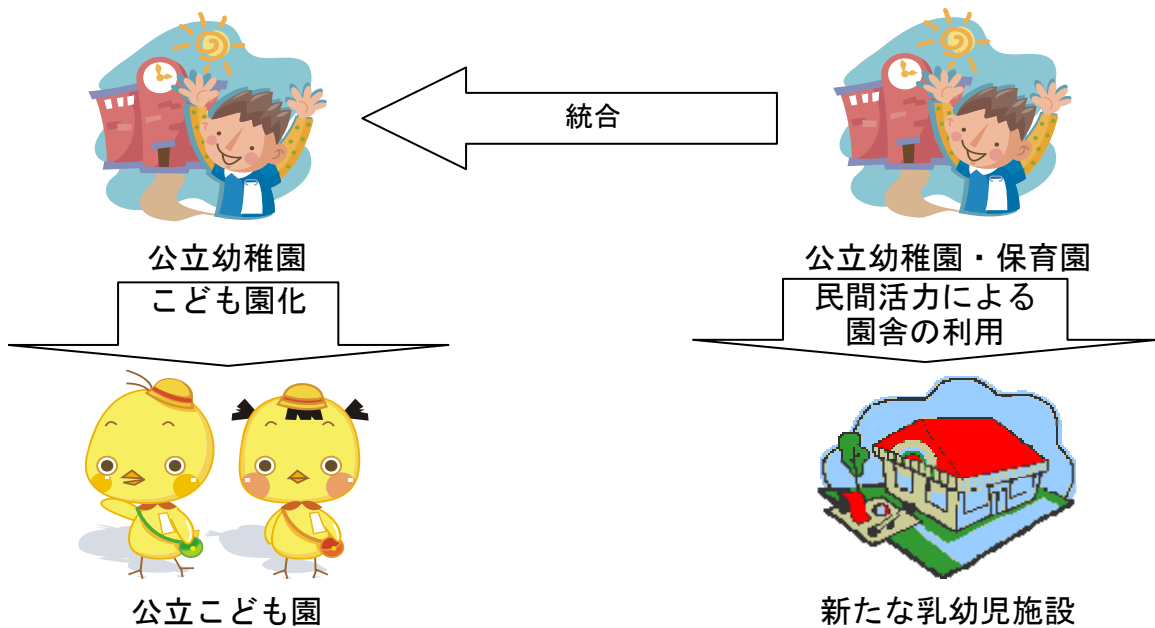 統合
公立幼稚園
公立幼稚園・保育園
こども園化
民間活力による
園舎の利用
公立こども園
新たな乳幼児施設